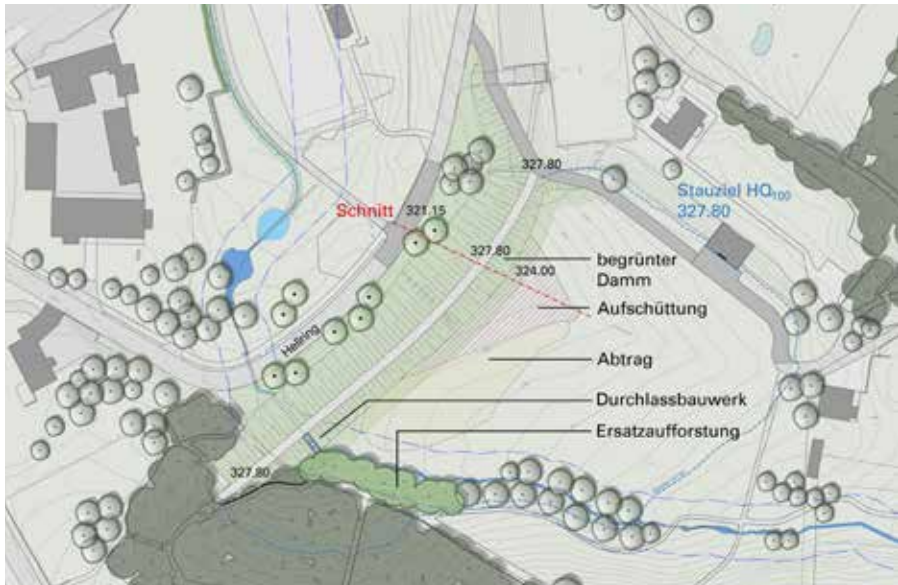 327.80
Stauziel HQ100
327.80
Schnitt
321.15
327.80
324.00
begrünter
Damm
Aufschüttung
Hellring
Abtrag
Durchlassbauwerk
Ersatzaufforstung
327.80